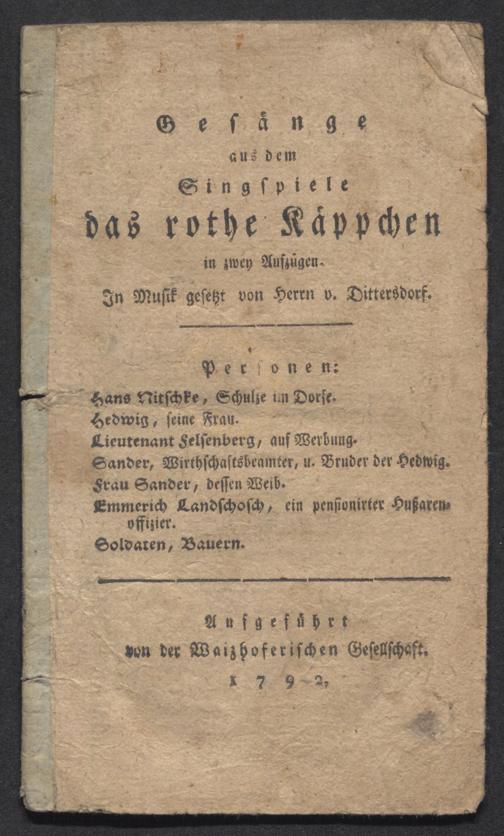 Gesänge
aus dem
Singspiele
das rothe Käppchen
in zwey Aufzügen.
In Musik gesetzt von Herrn v. Dittersdorf.
Personen:
Hans Nitschke, Schulze im Dorfe.
Hedwig, seine Frau.
Lieutenant Felsenberg, auf Werbung.
Sander, Wirthschaftsbeamter, u. Bruder der Hedwig.
Frau Sander, dessen Weib.
Emmerich Landschosch, ein pensionirter Hußaren-
offizier.
Soldaten, Bauern.
Aufgeführt
von der Waizhoferischen Gesellschaft.
1792.